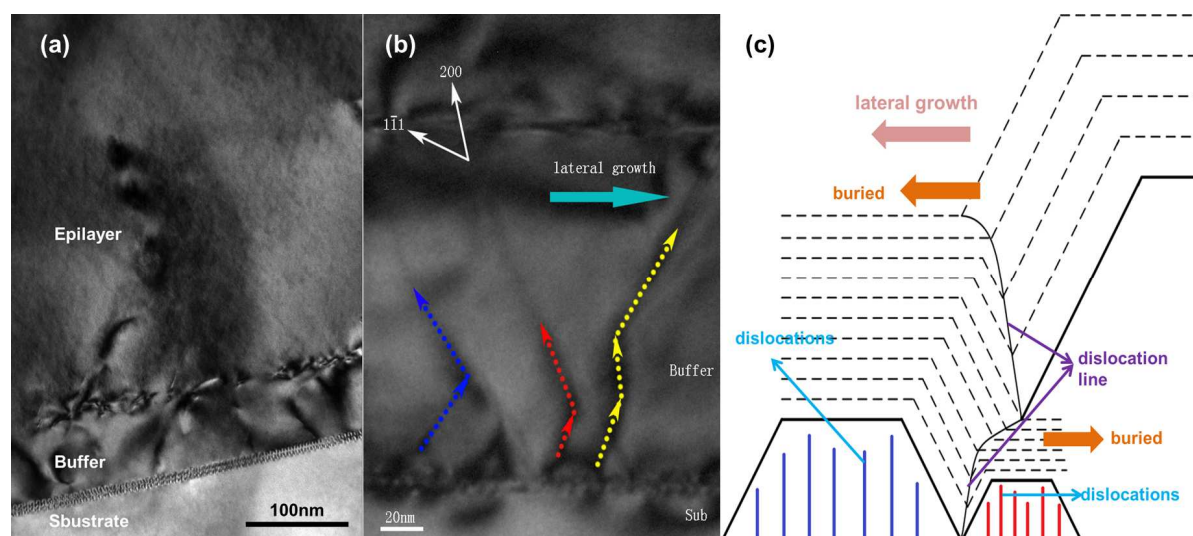 (a)
Epilayer
Buffer
Sbustrate
100nm
(b)
200
11̄1
lateral growth
Buffer
20nm
Sub
(c)
lateral growth
buried
dislocations
dislocation
line
buried
dislocations